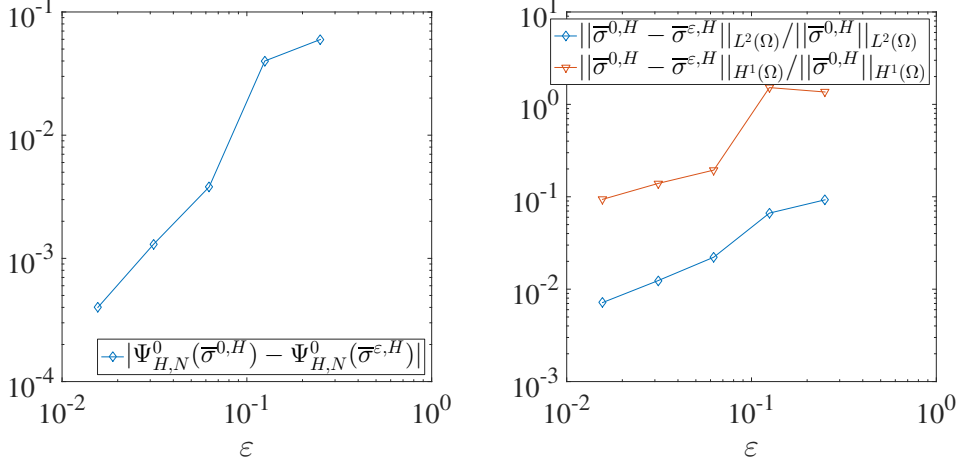 10^{-1}
10^{-2}
10^{-3}
10^{-4}
10^{-2} 10^{-1} 10^{0}
ε
|Ψ^0_{H,N}(σ̅^{0,H}) − Ψ^0_{H,N}(σ̅^{ε,H})|
10^{1}
10^{0}
10^{-1}
10^{-2}
10^{-3}
10^{-2} 10^{-1} 10^{0}
ε
||σ̅^{0,H} − σ̅^{ε,H}||_{L^2(Ω)}/||σ̅^{0,H}||_{L^2(Ω)}
||σ̅^{0,H} − σ̅^{ε,H}||_{H^1(Ω)}/||σ̅^{0,H}||_{H^1(Ω)}